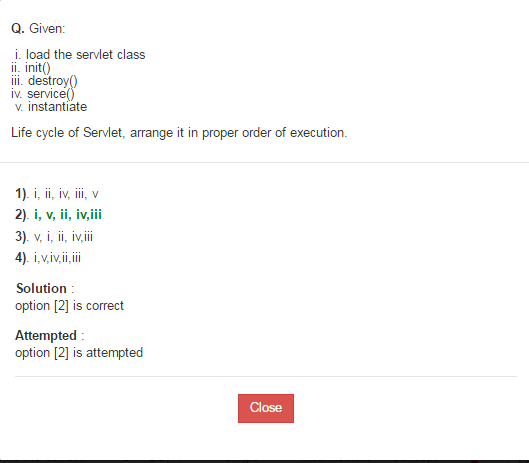 Q. Given:
i. load the servlet class
ii. init()
iii. destroy()
iv. service()
v. instantiate
Life cycle of Servlet, arrange it in proper order of execution.
1). i, ii, iv, iii, v
2). i, v, ii, iv,iii
3). v, i, ii, iv,iii
4). i,v,iv,ii,iii
Solution :
option [2] is correct
Attempted :
option [2] is attempted
Close